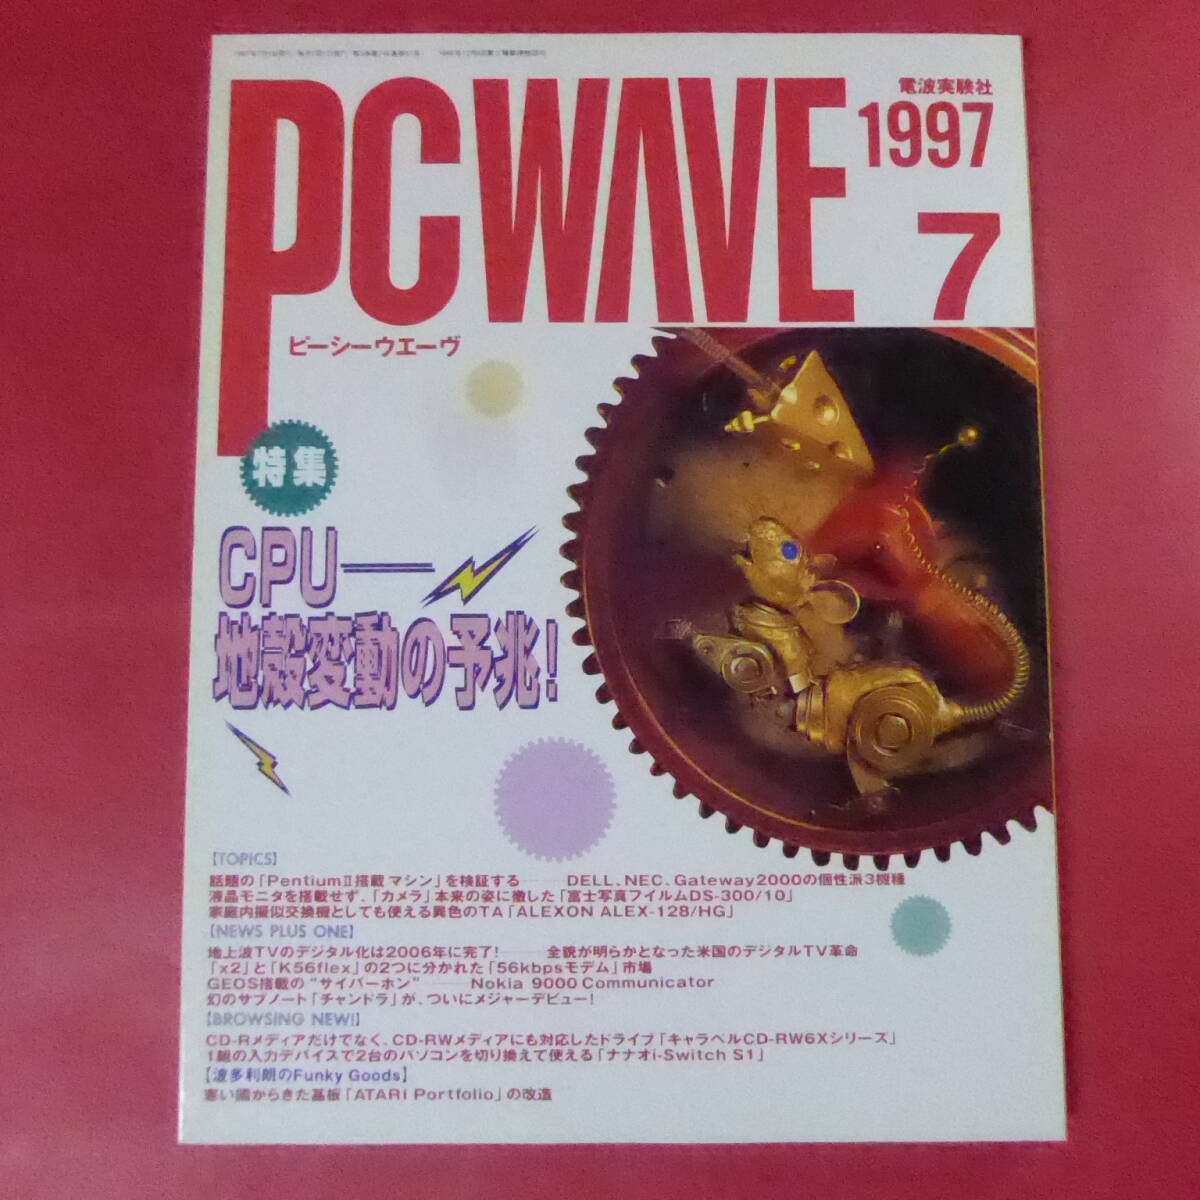 PCWAVE
電波実験社
1997
7
ピーシーウエーヴ
特集
CPU──
地殻変動の予兆!
【TOPICS】
話題の「PentiumⅡ搭載マシン」を検証する──DELL、NEC、Gateway2000の個性派3機種
液晶モニタを搭載せず、「カメラ」本来の姿に徹した「富士写真フイルムDS-300/10」
家庭内擬似交換機としても使える異色のTA「ALEXON ALEX-128/HG」
【NEWS PLUS ONE】
地上波TVのデジタル化は2006年に完了!──全貌が明らかとなった米国のデジタルTV革命
「x2」と「K56flex」の2つに分かれた「56kbpsモデム」市場
GEOS搭載の"サイバーホン"──Nokia 9000 Communicator
幻のサブノート「チャンドラ」が、ついにメジャーデビュー!
【BROWSING NEW!】
CD-Rメディアだけでなく、CD-RWメディアにも対応したドライブ「キャラベルCD-RW6Xシリーズ」
1組の入力デバイスで2台のパソコンを切り換えて使える「ナナオi-Switch S1」
【波多利朗のFunky Goods】
寒い國からきた基板「ATARI Portfolio」の改造